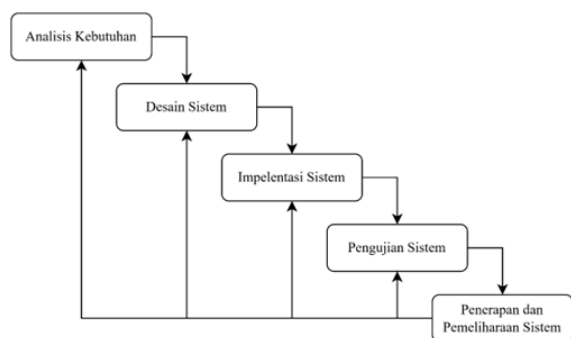 Analisis Kebutuhan
Desain Sistem
Impelentasi Sistem
Pengujian Sistem
Penerapan dan
Pemeliharaan Sistem